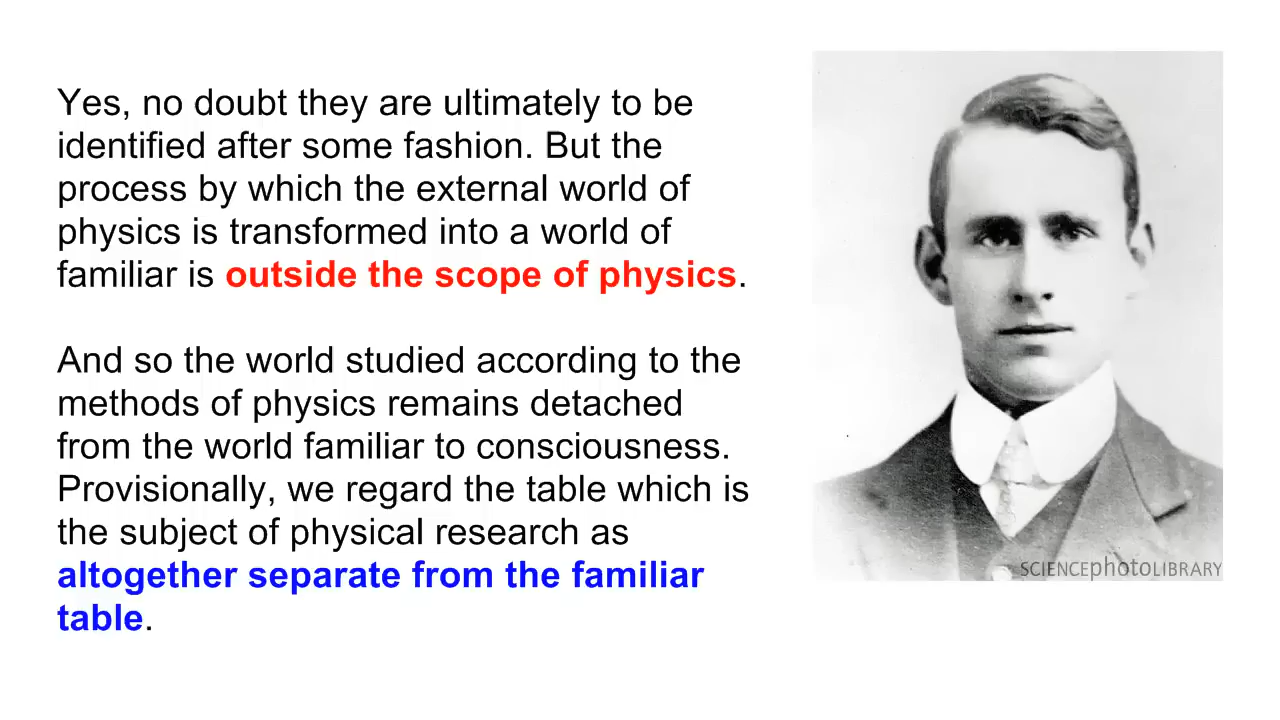 Yes, no doubt they are ultimately to be
identified after some fashion. But the
process by which the external world of
physics is transformed into a world of
familiar is outside the scope of physics.
And so the world studied according to the
methods of physics remains detached
from the world familiar to consciousness.
Provisionally, we regard the table which is
the subject of physical research as
altogether separate from the familiar
table.
SCIENCEphotoLIBRARY